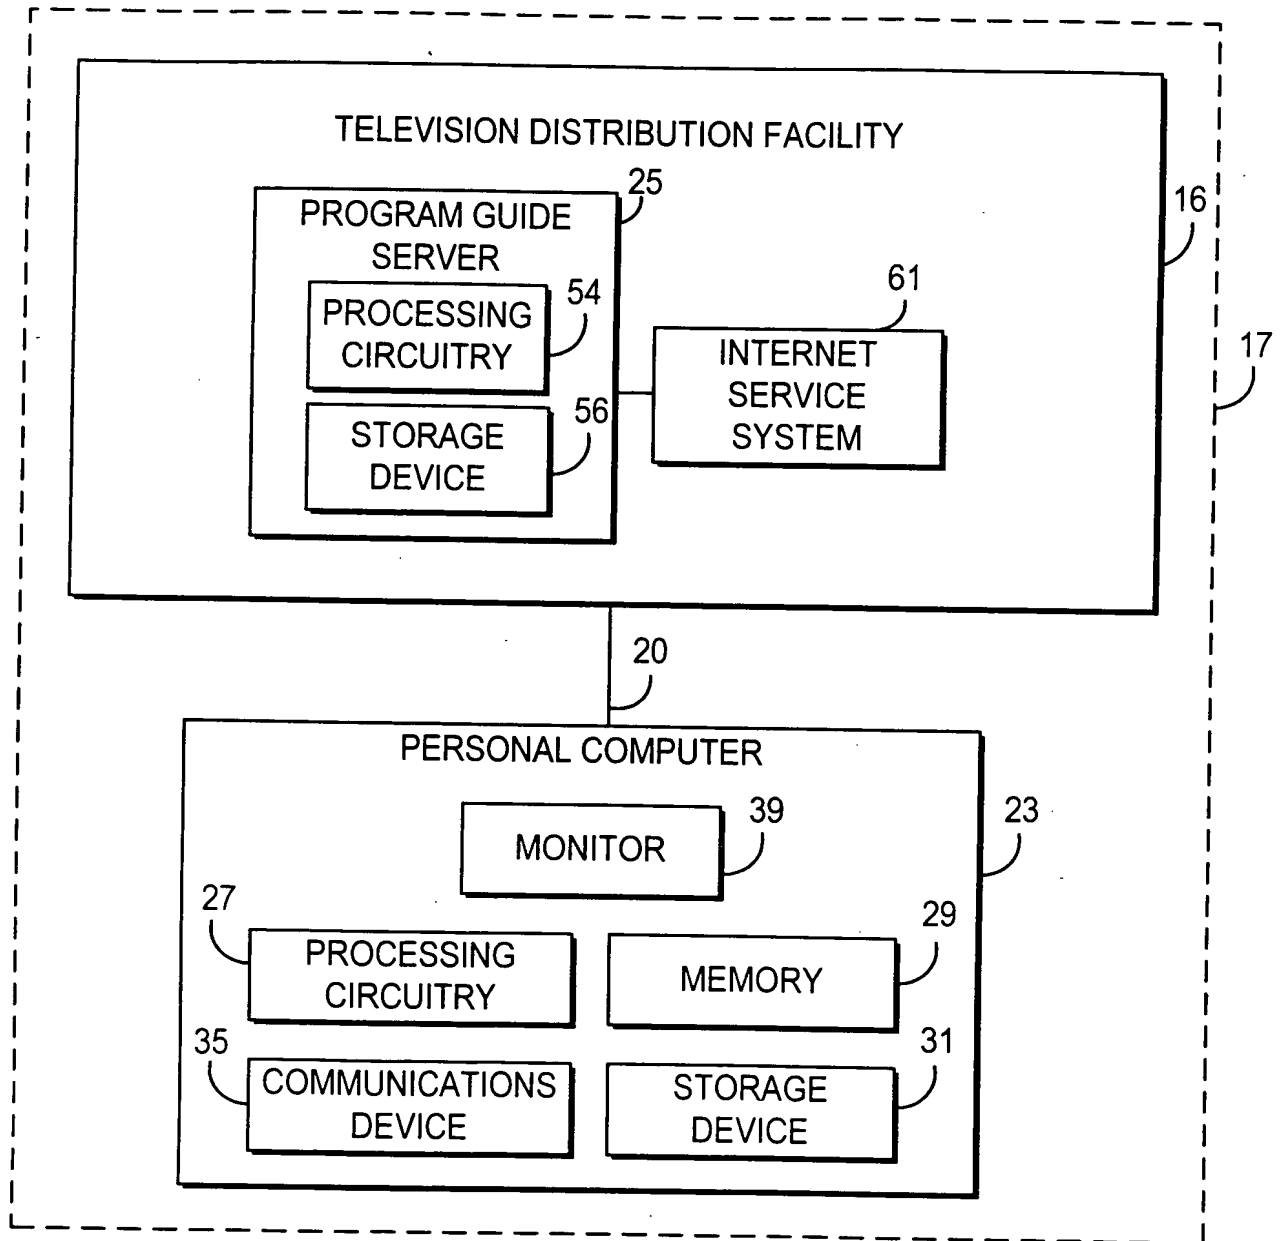 TELEVISION DISTRIBUTION FACILITY
25
PROGRAM GUIDE
SERVER
16
54
PROCESSING
CIRCUITRY
61
INTERNET
SERVICE
SYSTEM
17
56
STORAGE
DEVICE
20
PERSONAL COMPUTER
39
MONITOR
23
27
PROCESSING
CIRCUITRY
29
MEMORY
35
COMMUNICATIONS
DEVICE
31
STORAGE
DEVICE